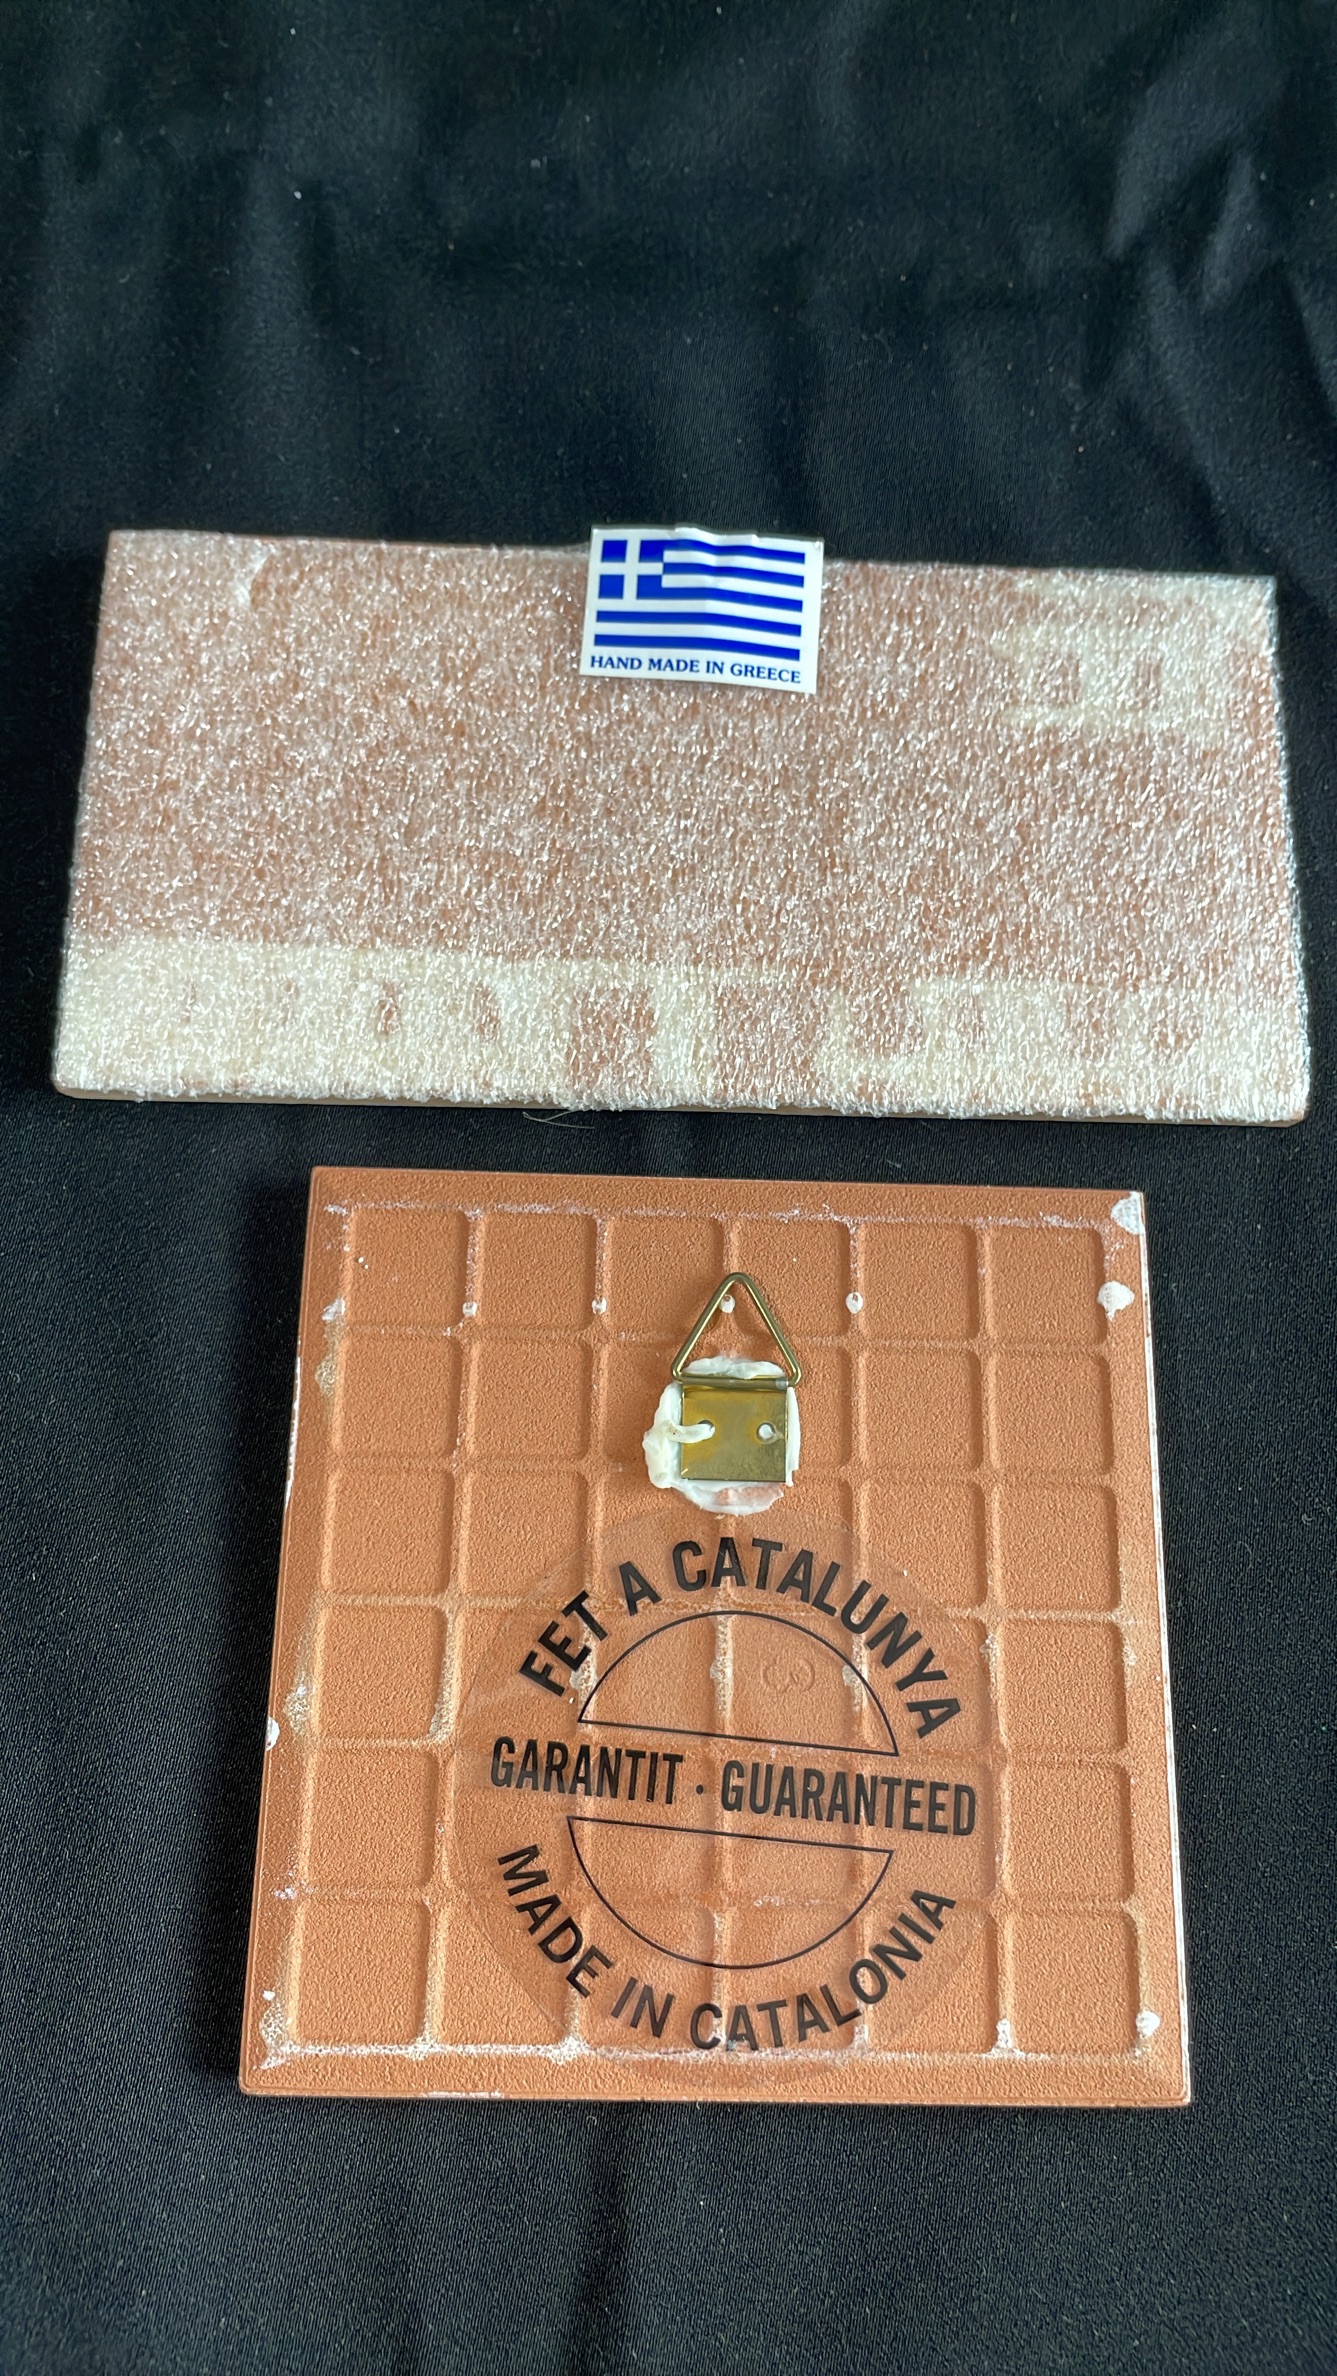 HAND MADE IN GREECE
FET A CATALUNYA
GARANTIT · GUARANTEED
MADE IN CATALONIA